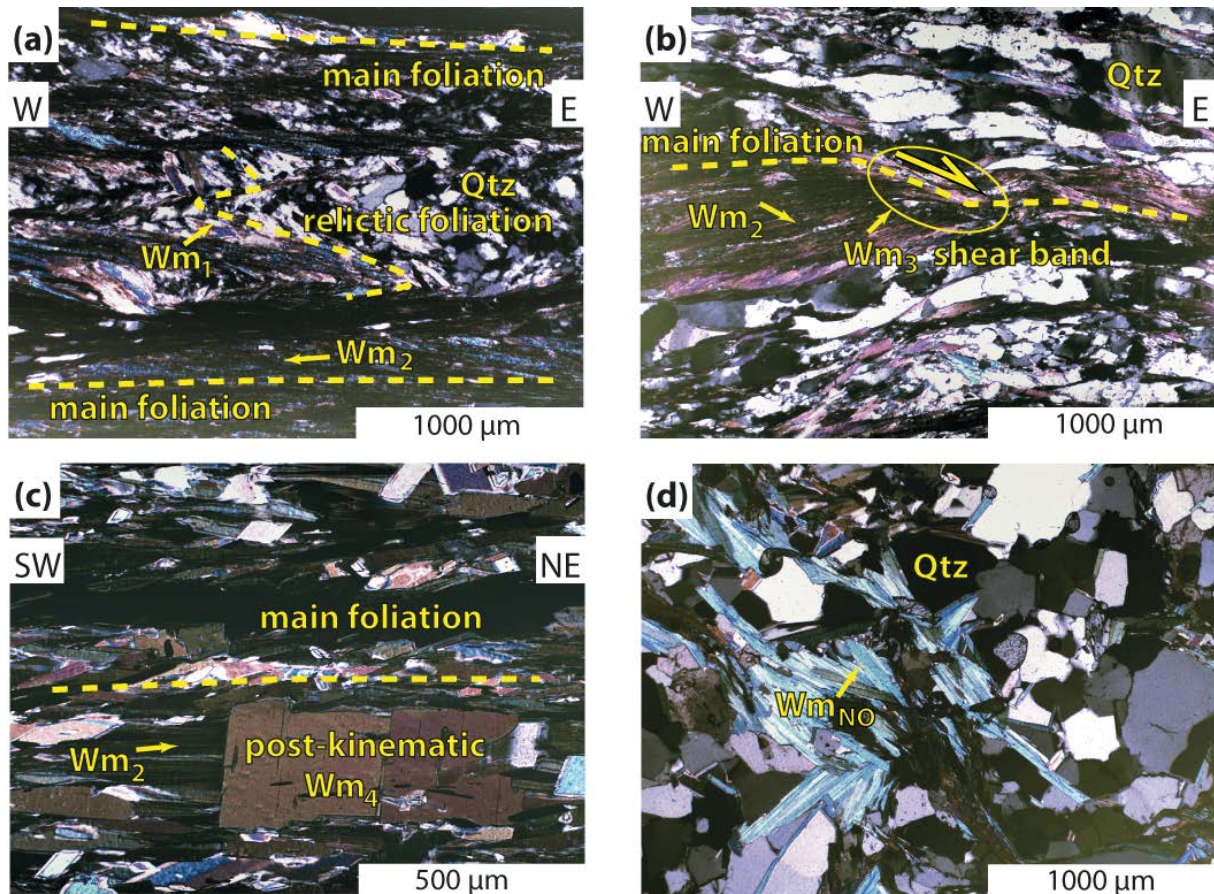 (a)
main foliation
W
E
Qtz
relictic foliation
Wm1
Wm2
main foliation
1000 µm
(b)
Qtz
W
E
main foliation
Wm2
Wm3 shear band
1000 µm
(c)
SW
NE
main foliation
Wm2
post-kinematic
Wm4
500 µm
(d)
Qtz
WmNO
1000 µm